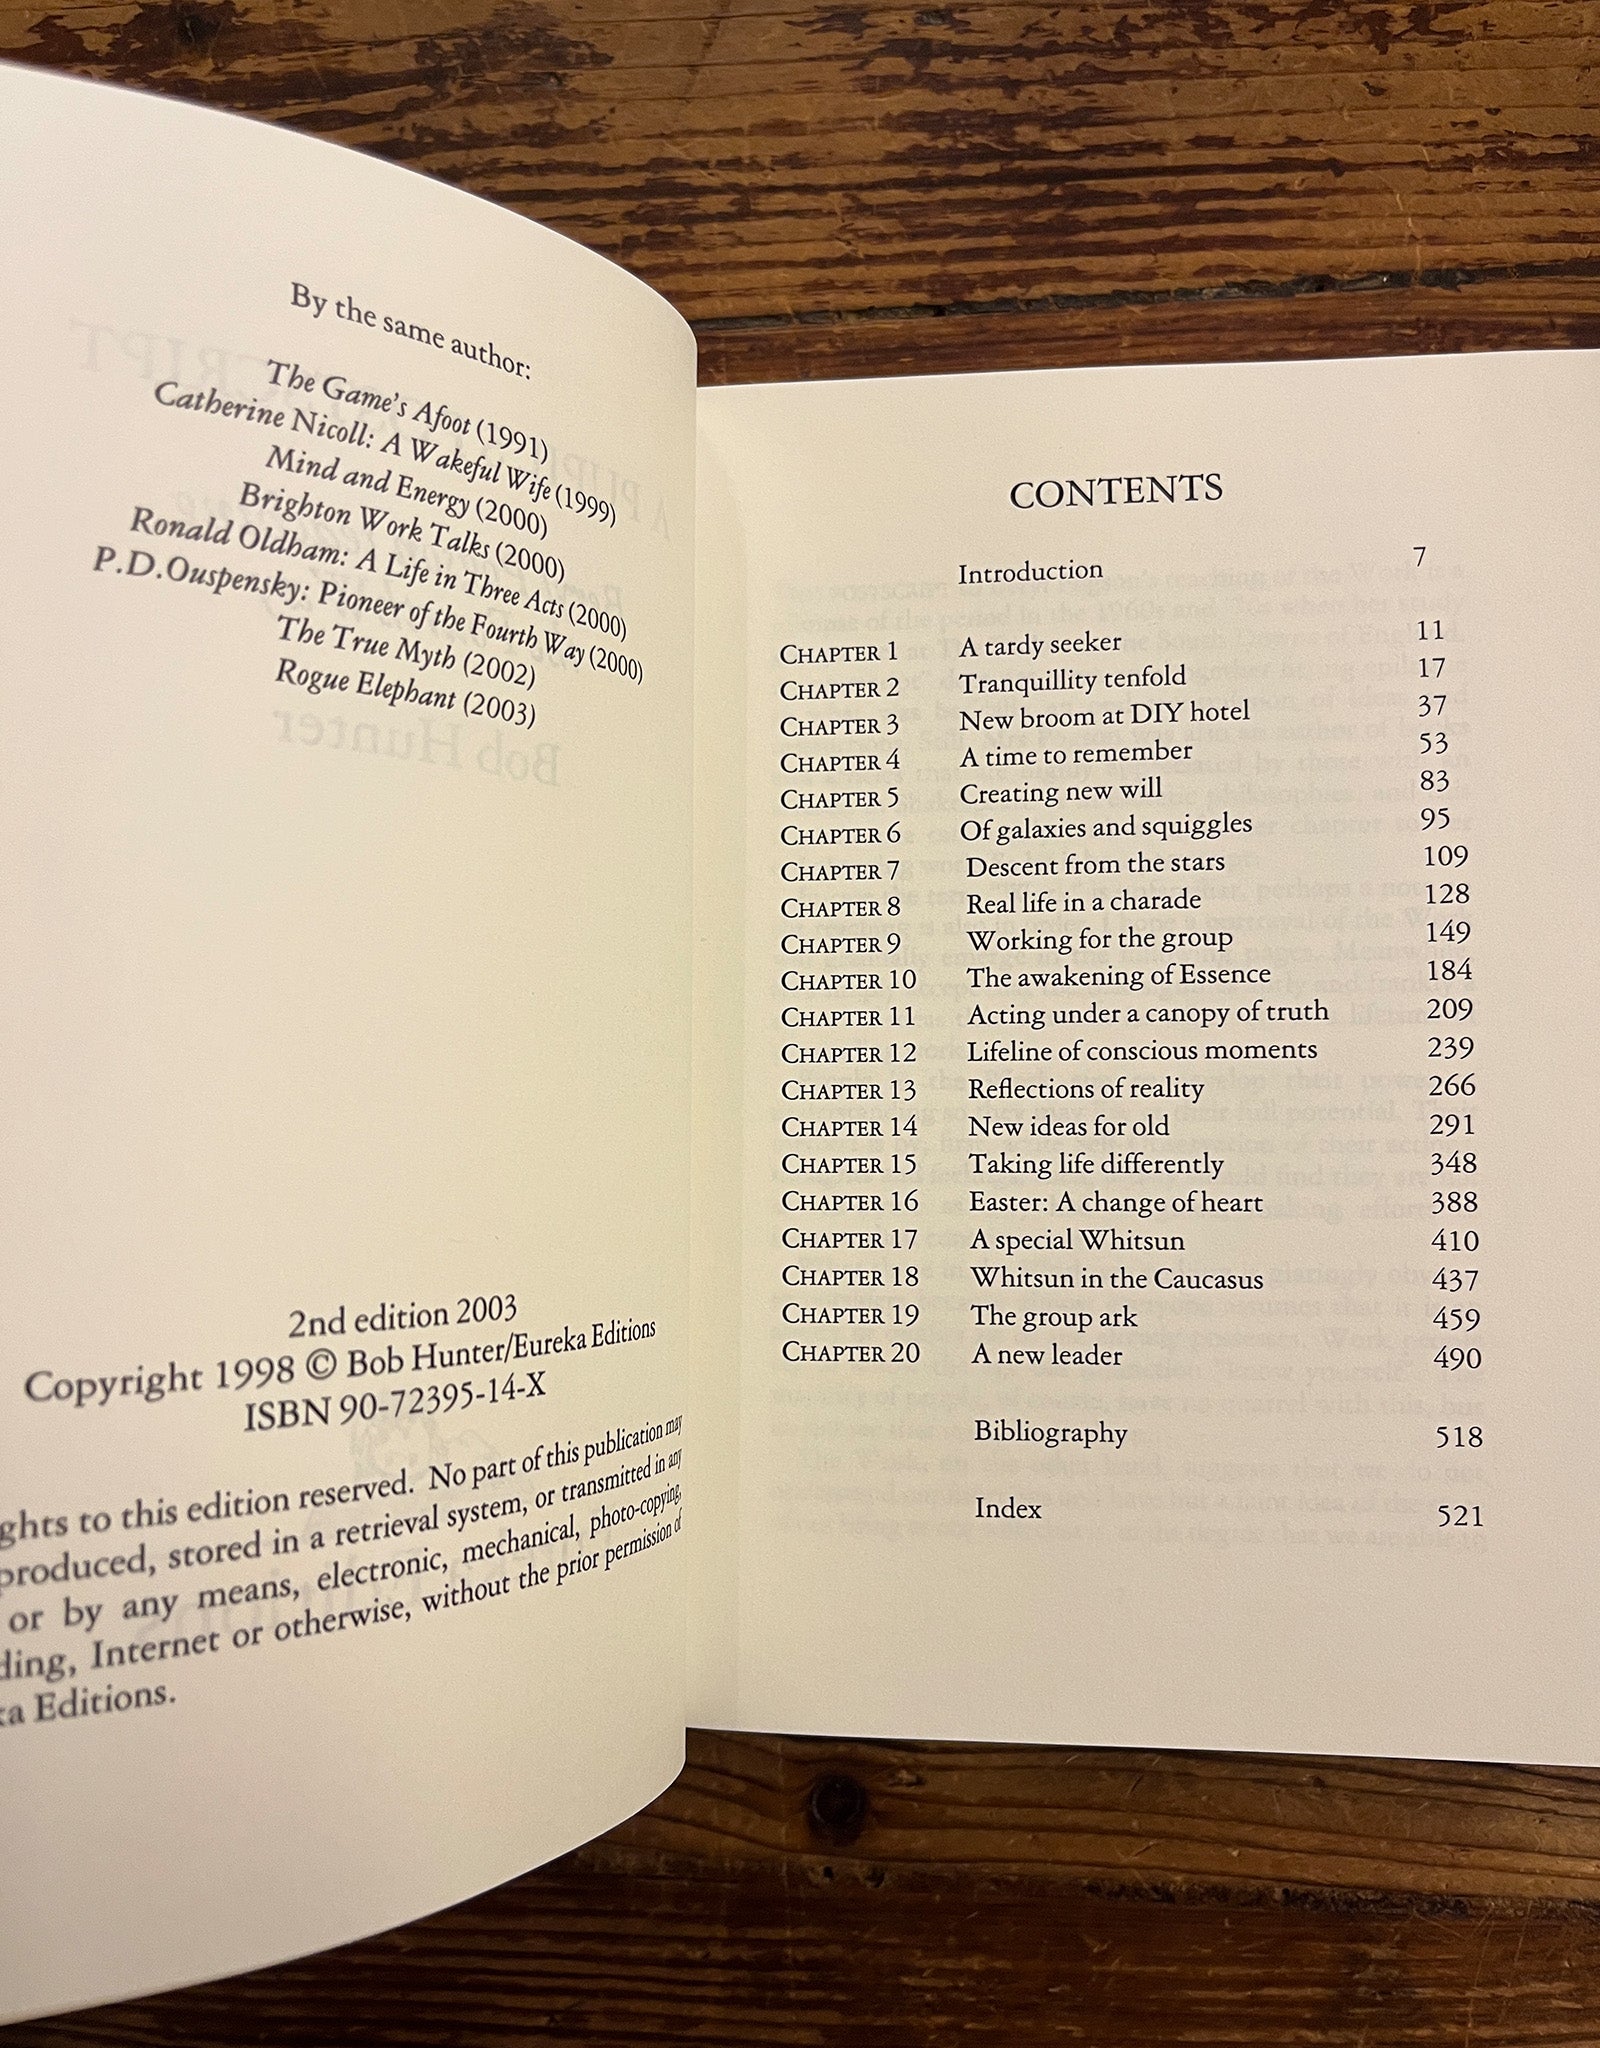 By the same author:
The Game's Afoot (1991)
Catherine Nicoll: A Wakeful Wife (1999)
Mind and Energy (2000)
Brighton Work Talks (2000)
Ronald Oldham: A Life in Three Acts (2000)
P.D.Ouspensky: Pioneer of the Fourth Way (2000)
The True Myth (2002)
Rogue Elephant (2003)
2nd edition 2003
Copyright 1998 © Bob Hunter/Eureka Editions
ISBN 90-72395-14-X
ghts to this edition reserved. No part of this publication may
produced, stored in a retrieval system, or transmitted in any
or by any means, electronic, mechanical, photo-copying,
ding, Internet or otherwise, without the prior permission of
ka Editions.
CONTENTS
Introduction 7
CHAPTER 1 A tardy seeker 11
CHAPTER 2 Tranquillity tenfold 17
CHAPTER 3 New broom at DIY hotel 37
CHAPTER 4 A time to remember 53
CHAPTER 5 Creating new will 83
CHAPTER 6 Of galaxies and squiggles 95
CHAPTER 7 Descent from the stars 109
CHAPTER 8 Real life in a charade 128
CHAPTER 9 Working for the group 149
CHAPTER 10 The awakening of Essence 184
CHAPTER 11 Acting under a canopy of truth 209
CHAPTER 12 Lifeline of conscious moments 239
CHAPTER 13 Reflections of reality 266
CHAPTER 14 New ideas for old 291
CHAPTER 15 Taking life differently 348
CHAPTER 16 Easter: A change of heart 388
CHAPTER 17 A special Whitsun 410
CHAPTER 18 Whitsun in the Caucasus 437
CHAPTER 19 The group ark 459
CHAPTER 20 A new leader 490
Bibliography 518
Index 521